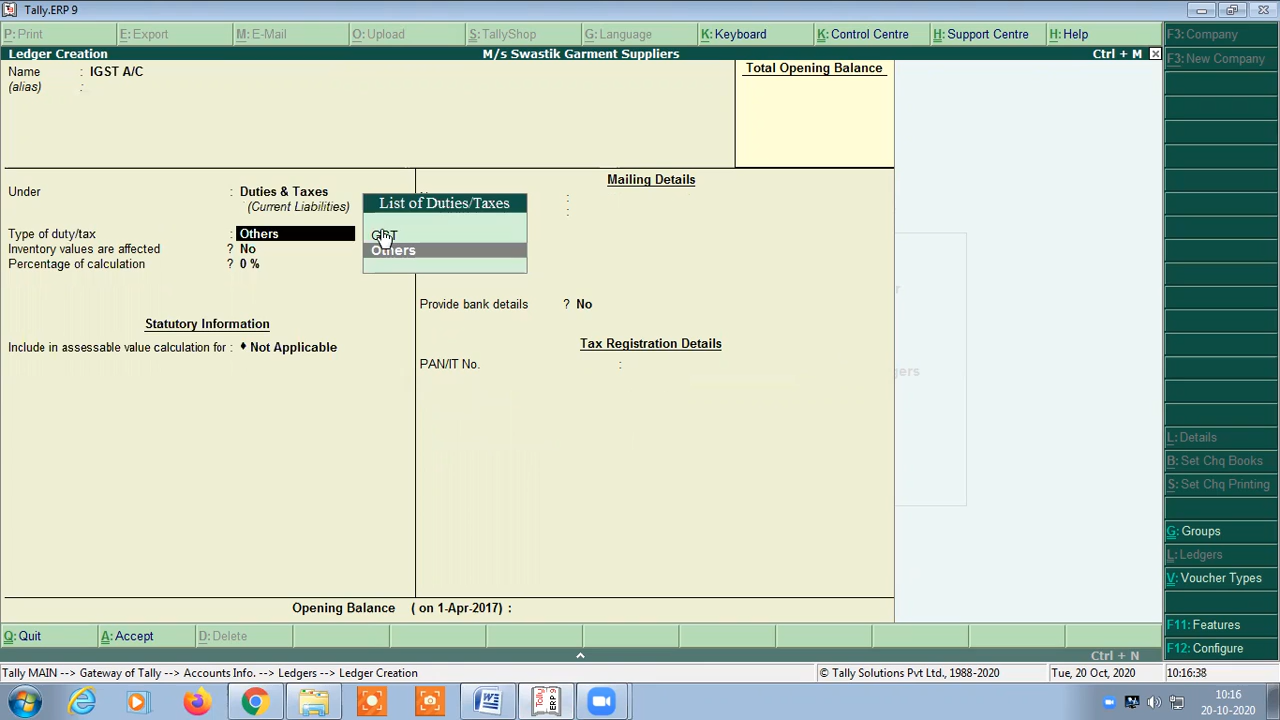 Tally.ERP 9
P: Print
E: Export
M: E-Mail
O: Upload
S: TallyShop
G: Language
K: Keyboard
K: Control Centre
H: Support Centre
H: Help
F3: Company
F3: New Company
Ledger Creation
M/s Swastik Garment Suppliers
Ctrl + M
Name : IGST A/C
(alias) :
Total Opening Balance
Mailing Details
Under : Duties & Taxes
(Current Liabilities)
List of Duties/Taxes
GST
Others
Type of duty/tax : Others
Inventory values are affected ? No
Percentage of calculation ? 0 %
Provide bank details ? No
Statutory Information
Tax Registration Details
Include in assessable value calculation for : ♦ Not Applicable
PAN/IT No. :
L: Details
B: Set Chq Books
S: Set Chq Printing
G: Groups
L: Ledgers
V: Voucher Types
F11: Features
F12: Configure
Opening Balance ( on 1-Apr-2017) :
Q: Quit
A: Accept
D: Delete
Ctrl + N
Tally MAIN --> Gateway of Tally --> Accounts Info. --> Ledgers --> Ledger Creation
© Tally Solutions Pvt Ltd., 1988-2020
Tue, 20 Oct, 2020
10:16:38
10:16
20-10-2020